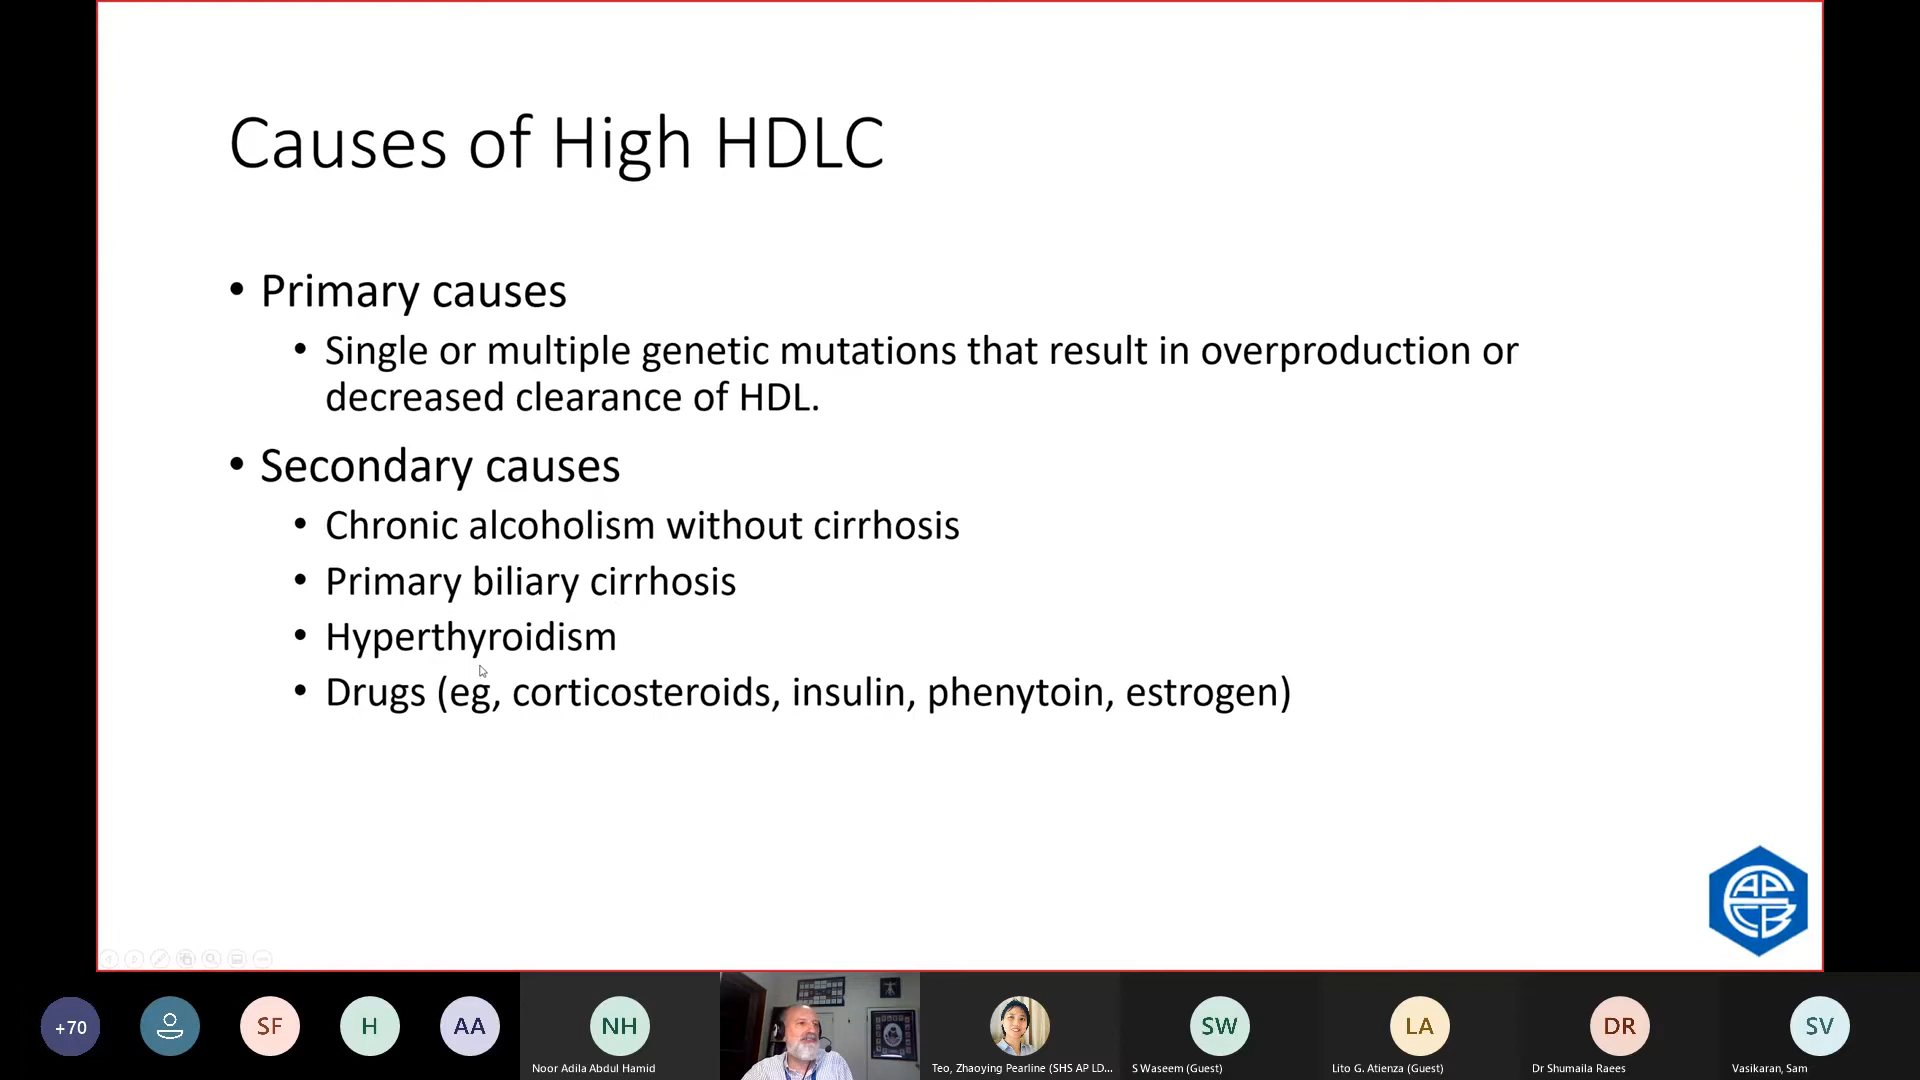 Causes of High HDLC
• Primary causes
• Single or multiple genetic mutations that result in overproduction or
decreased clearance of HDL.
• Secondary causes
• Chronic alcoholism without cirrhosis
• Primary biliary cirrhosis
• Hyperthyroidism
• Drugs (eg, corticosteroids, insulin, phenytoin, estrogen)
APFCB
+70
SF
H
AA
NH
SW
LA
DR
SV
Noor Adila Abdul Hamid
Teo, Zhaoying Pearline (SHS AP LD...
S Waseem (Guest)
Lito G. Atienza (Guest)
Dr Shumaila Raees
Vasikaran, Sam